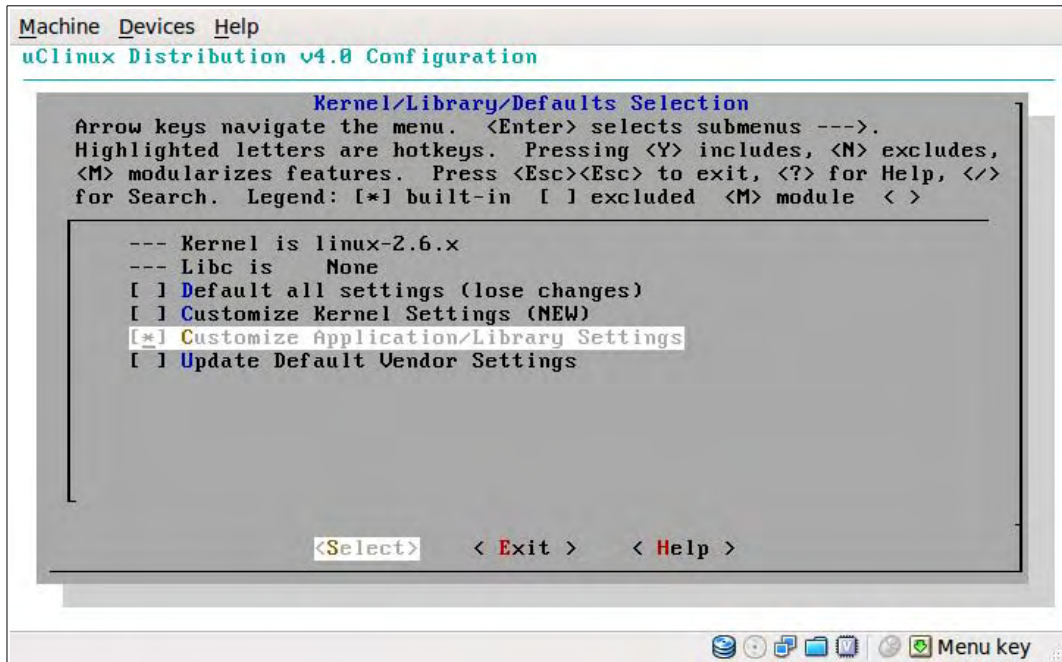 Machine Devices Help
uClinux Distribution v4.0 Configuration
Kernel/Library/Defaults Selection
Arrow keys navigate the menu. <Enter> selects submenus --->.
Highlighted letters are hotkeys. Pressing <Y> includes, <N> excludes,
<M> modularizes features. Press <Esc><Esc> to exit, <?> for Help, </>
for Search. Legend: [*] built-in [ ] excluded <M> module < >
--- Kernel is linux-2.6.x
--- Libc is None
[ ] Default all settings (lose changes)
[ ] Customize Kernel Settings (NEW)
[*] Customize Application/Library Settings
[ ] Update Default Vendor Settings
<Select> < Exit > < Help >
Menu key